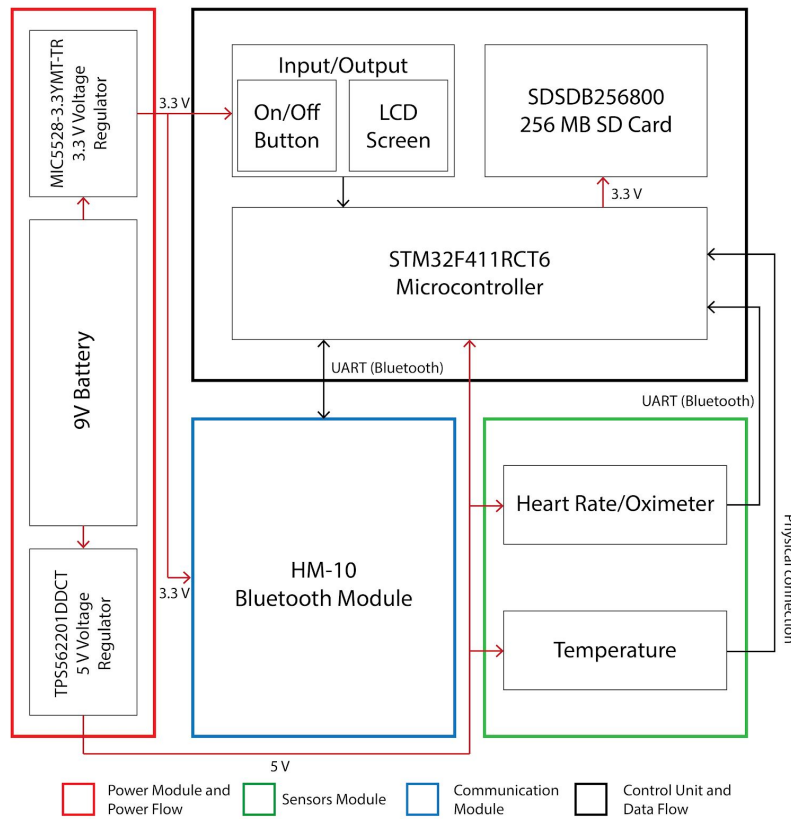 MIC5528-3.3YMT-TR
3.3 V Voltage
Regulator
9V Battery
TPS562201DDCT
5 V Voltage
Regulator
3.3 V
Input/Output
On/Off
Button
LCD
Screen
SDSDB256800
256 MB SD Card
3.3 V
STM32F411RCT6
Microcontroller
UART (Bluetooth)
UART (Bluetooth)
HM-10
Bluetooth Module
3.3 V
Heart Rate/Oximeter
Temperature
Physical connection
5 V
Power Module and
Power Flow
Sensors Module
Communication
Module
Control Unit and
Data Flow